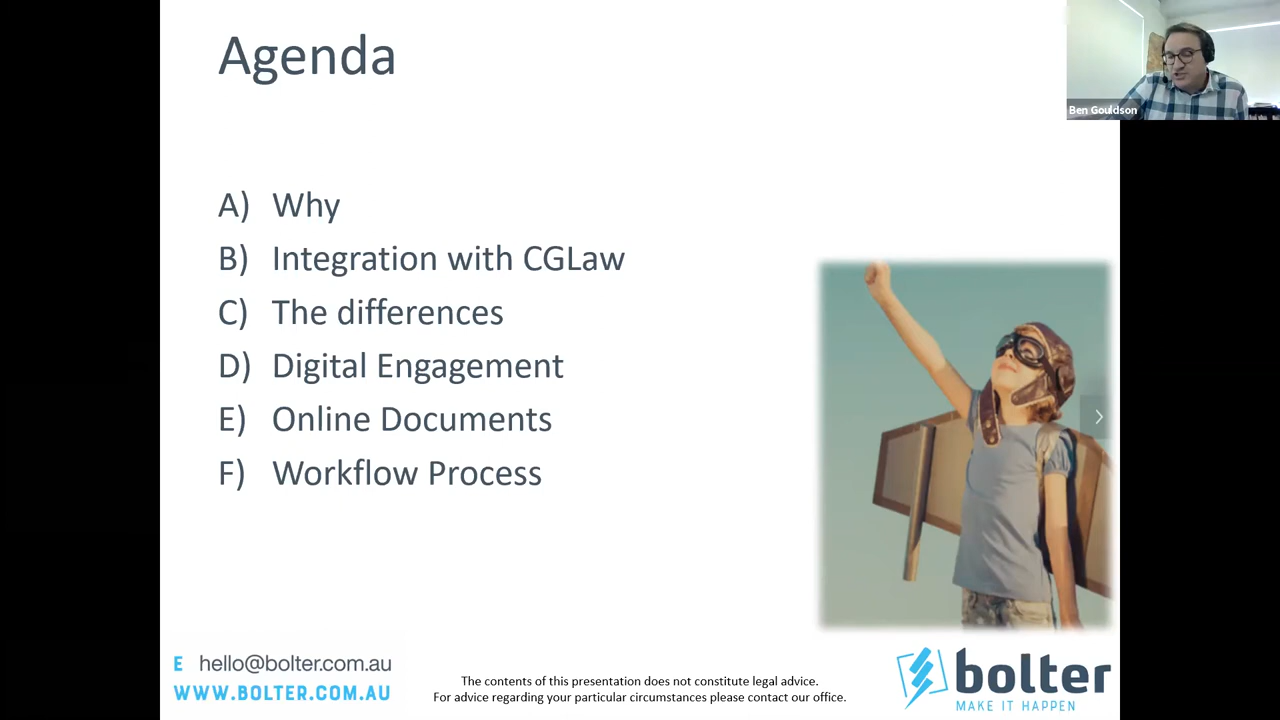 Agenda
Ben Gouldson
A) Why
B) Integration with CGLaw
C) The differences
D) Digital Engagement
E) Online Documents
F) Workflow Process
E hello@bolter.com.au
WWW.BOLTER.COM.AU
The contents of this presentation does not constitute legal advice.
For advice regarding your particular circumstances please contact our office.
bolter
MAKE IT HAPPEN